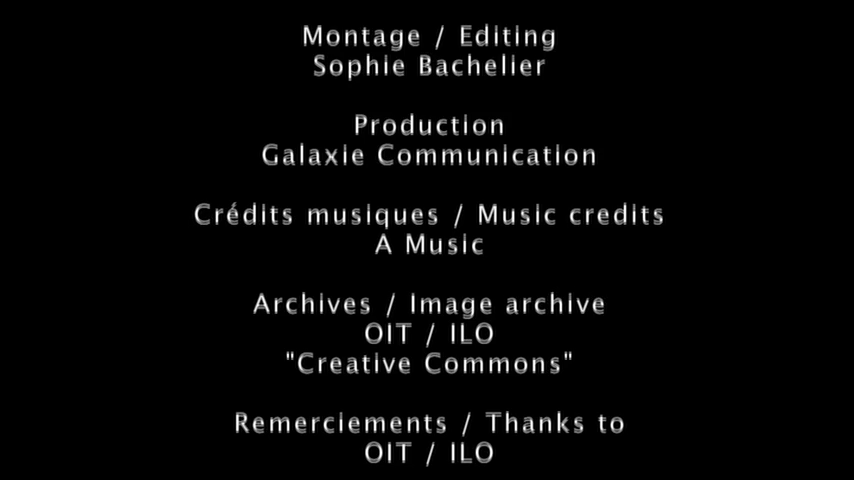 Montage / Editing
Sophie Bachelier
Production
Galaxie Communication
Crédits musiques / Music credits
A Music
Archives / Image archive
OIT / ILO
"Creative Commons"
Remerciements / Thanks to
OIT / ILO